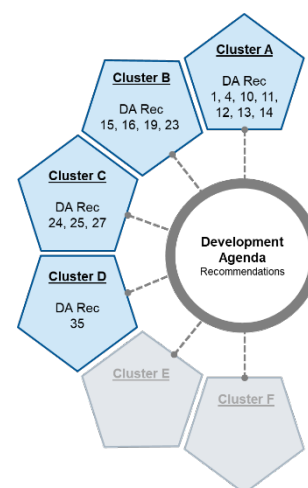 Cluster A
DA Rec
1, 4, 10, 11,
12, 13, 14
Cluster B
DA Rec
15, 16, 19, 23
Cluster C
DA Rec
24, 25, 27
Cluster D
DA Rec
35
Cluster E
Cluster F
Development
Agenda
Recommendations